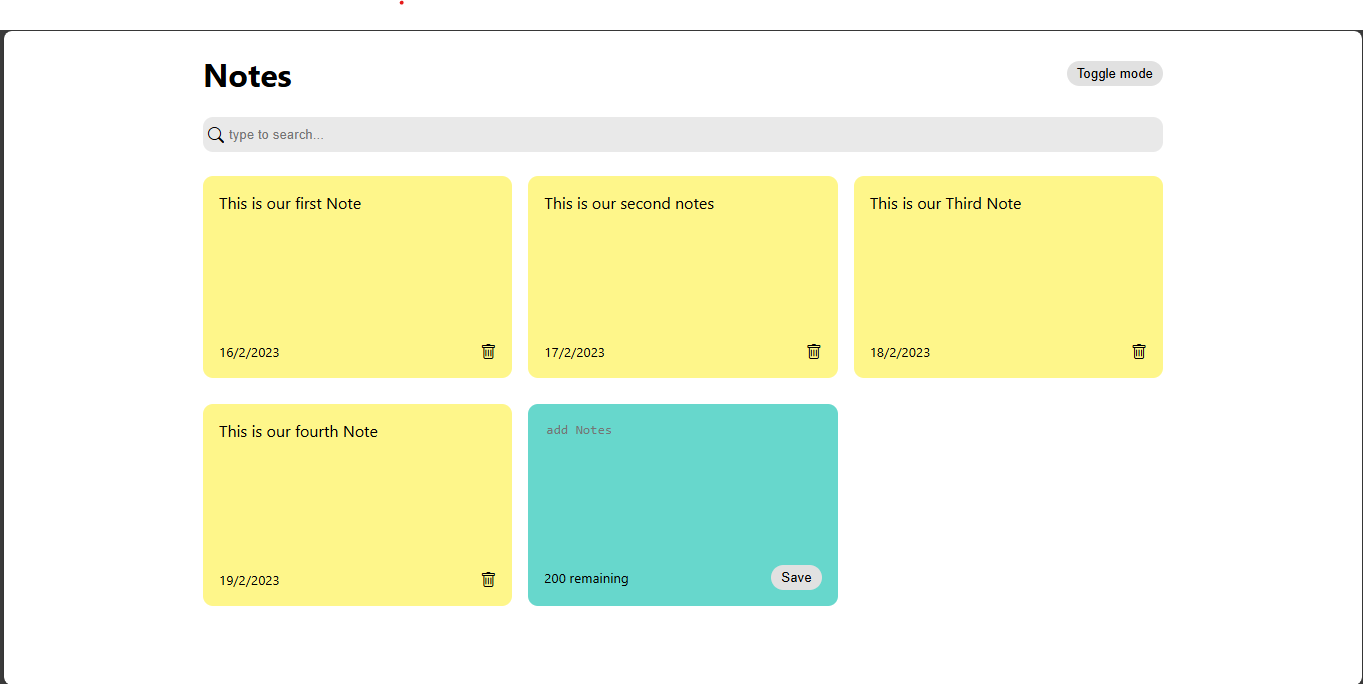 Notes
Toggle mode
type to search...
This is our first Note
This is our second notes
This is our Third Note
16/2/2023
17/2/2023
18/2/2023
This is our fourth Note
add Notes
19/2/2023
200 remaining
Save